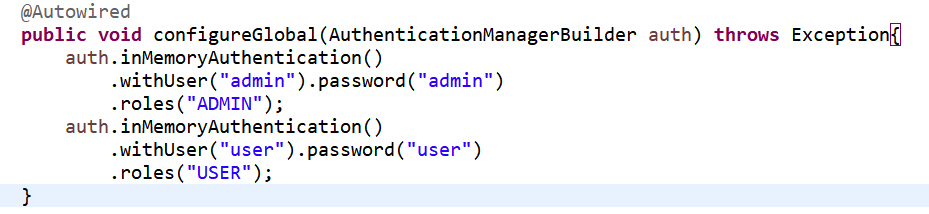 @Autowired
public void configureGlobal(AuthenticationManagerBuilder auth) throws Exception{
    auth.inMemoryAuthentication()
        .withUser("admin").password("admin")
        .roles("ADMIN");
    auth.inMemoryAuthentication()
        .withUser("user").password("user")
        .roles("USER");
}